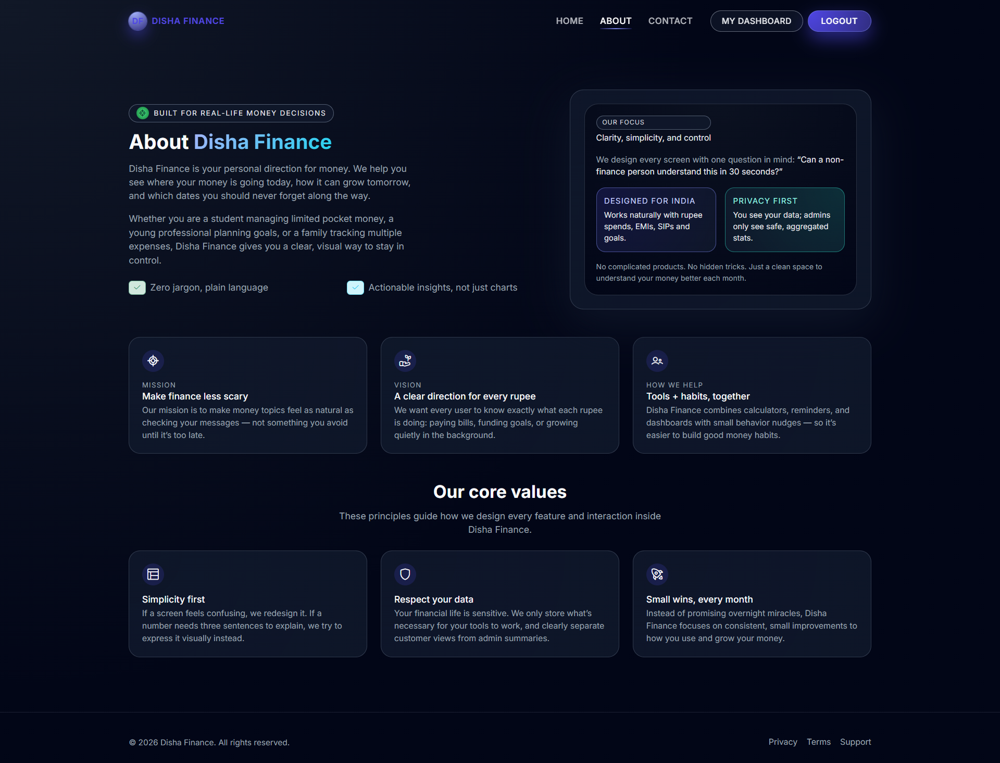 DF DISHA FINANCE
HOME ABOUT CONTACT MY DASHBOARD LOGOUT
BUILT FOR REAL-LIFE MONEY DECISIONS
About Disha Finance
Disha Finance is your personal direction for money. We help you
see where your money is going today, how it can grow tomorrow,
and which dates you should never forget along the way.
Whether you are a student managing limited pocket money, a
young professional planning goals, or a family tracking multiple
expenses, Disha Finance gives you a clear, visual way to stay in
control.
Zero jargon, plain language
Actionable insights, not just charts
OUR FOCUS
Clarity, simplicity, and control
We design every screen with one question in mind: “Can a non-
finance person understand this in 30 seconds?”
DESIGNED FOR INDIA
Works naturally with rupee
spends, EMIs, SIPs and
goals.
PRIVACY FIRST
You see your data; admins
only see safe, aggregated
stats.
No complicated products. No hidden tricks. Just a clean space to
understand your money better each month.
MISSION
Make finance less scary
Our mission is to make money topics feel as natural as
checking your messages — not something you avoid
until it’s too late.
VISION
A clear direction for every rupee
We want every user to know exactly what each rupee
is doing: paying bills, funding goals, or growing
quietly in the background.
HOW WE HELP
Tools + habits, together
Disha Finance combines calculators, reminders, and
dashboards with small behavior nudges — so it’s
easier to build good money habits.
Our core values
These principles guide how we design every feature and interaction inside
Disha Finance.
Simplicity first
If a screen feels confusing, we redesign it. If a
number needs three sentences to explain, we try to
express it visually instead.
Respect your data
Your financial life is sensitive. We only store what’s
necessary for your tools to work, and clearly separate
customer views from admin summaries.
Small wins, every month
Instead of promising overnight miracles, Disha
Finance focuses on consistent, small improvements to
how you use and grow your money.
© 2026 Disha Finance. All rights reserved.
Privacy Terms Support